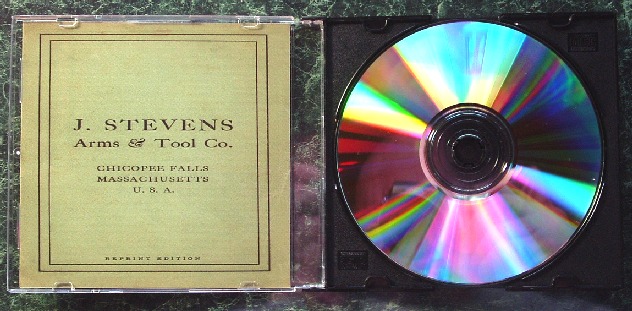 J. STEVENS
Arms & Tool Co.
CHICOPEE FALLS
MASSACHUSETTS
U. S. A.
REPRINT EDITION